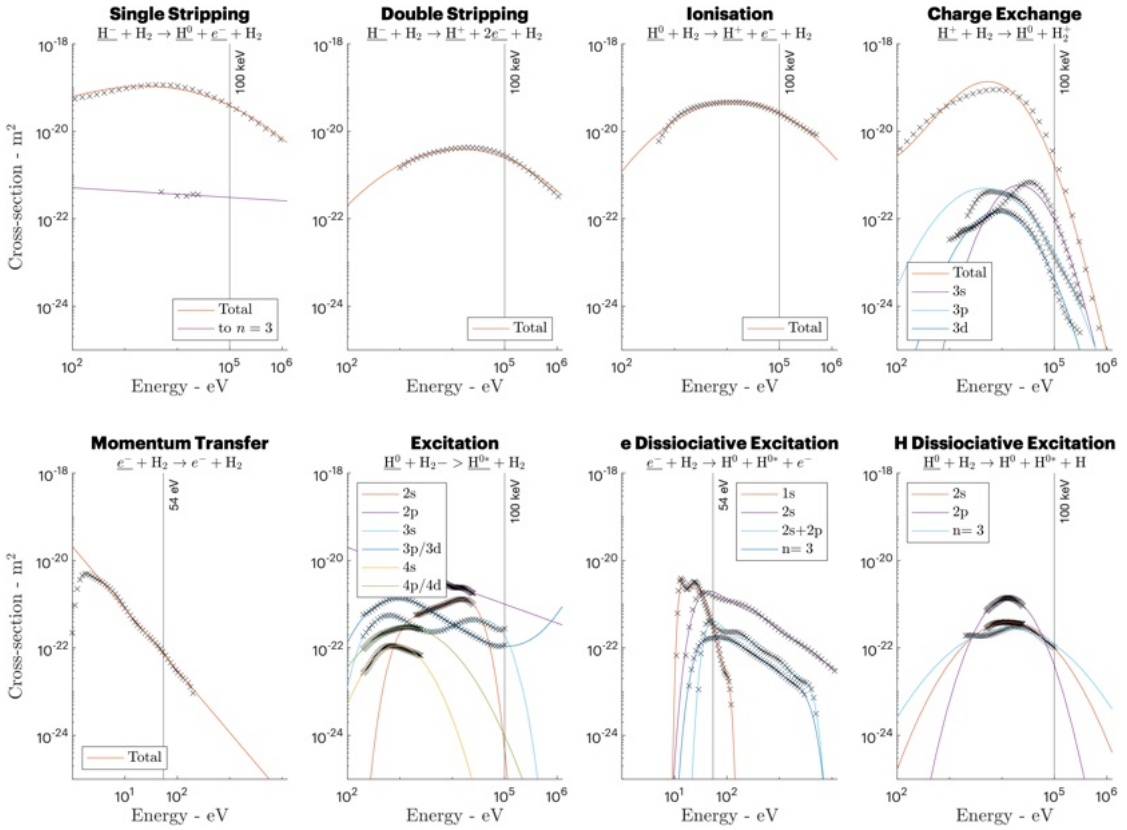 Single Stripping
H⁻ + H₂ → H⁰ + e⁻ + H₂
10⁻¹⁸
10⁻²⁰
10⁻²²
10⁻²⁴
Cross-section - m²
100 keV
Total
to n = 3
10²
10⁵
10⁶
Energy - eV
Double Stripping
H⁻ + H₂ → H⁺ + 2e⁻ + H₂
10⁻¹⁸
10⁻²⁰
10⁻²²
10⁻²⁴
100 keV
Total
10²
10⁵
10⁶
Energy - eV
Ionisation
H⁰ + H₂ → H⁺ + e⁻ + H₂
10⁻¹⁸
10⁻²⁰
10⁻²²
10⁻²⁴
100 keV
Total
10²
10⁵
10⁶
Energy - eV
Charge Exchange
H⁺ + H₂ → H⁰ + H₂⁺
10⁻¹⁸
10⁻²⁰
10⁻²²
10⁻²⁴
100 keV
Total
3s
3p
3d
10²
10⁵
10⁶
Energy - eV
Momentum Transfer
e⁻ + H₂ → e⁻ + H₂
10⁻¹⁸
10⁻²⁰
10⁻²²
10⁻²⁴
Cross-section - m²
54 eV
Total
10¹
10²
Energy - eV
Excitation
H⁰ + H₂− > H⁰* + H₂
10⁻¹⁸
10⁻²⁰
10⁻²²
10⁻²⁴
100 keV
2s
2p
3s
3p/3d
4s
4p/4d
10²
10⁵
10⁶
Energy - eV
e Dissiociative Excitation
e⁻ + H₂ → H⁰ + H⁰* + e⁻
10⁻¹⁸
10⁻²⁰
10⁻²²
10⁻²⁴
54 eV
1s
2s
2s+2p
n= 3
10¹
10²
10⁴
Energy - eV
H Dissiociative Excitation
H⁰ + H₂ → H⁰ + H⁰* + H
10⁻¹⁸
10⁻²⁰
10⁻²²
10⁻²⁴
100 keV
2s
2p
n= 3
10²
10⁵
10⁶
Energy - eV